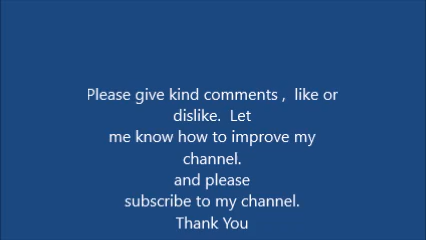 Please give kind comments ,  like or
dislike.  Let
me know how to improve my
channel.
and please
subscribe to my channel.
Thank You